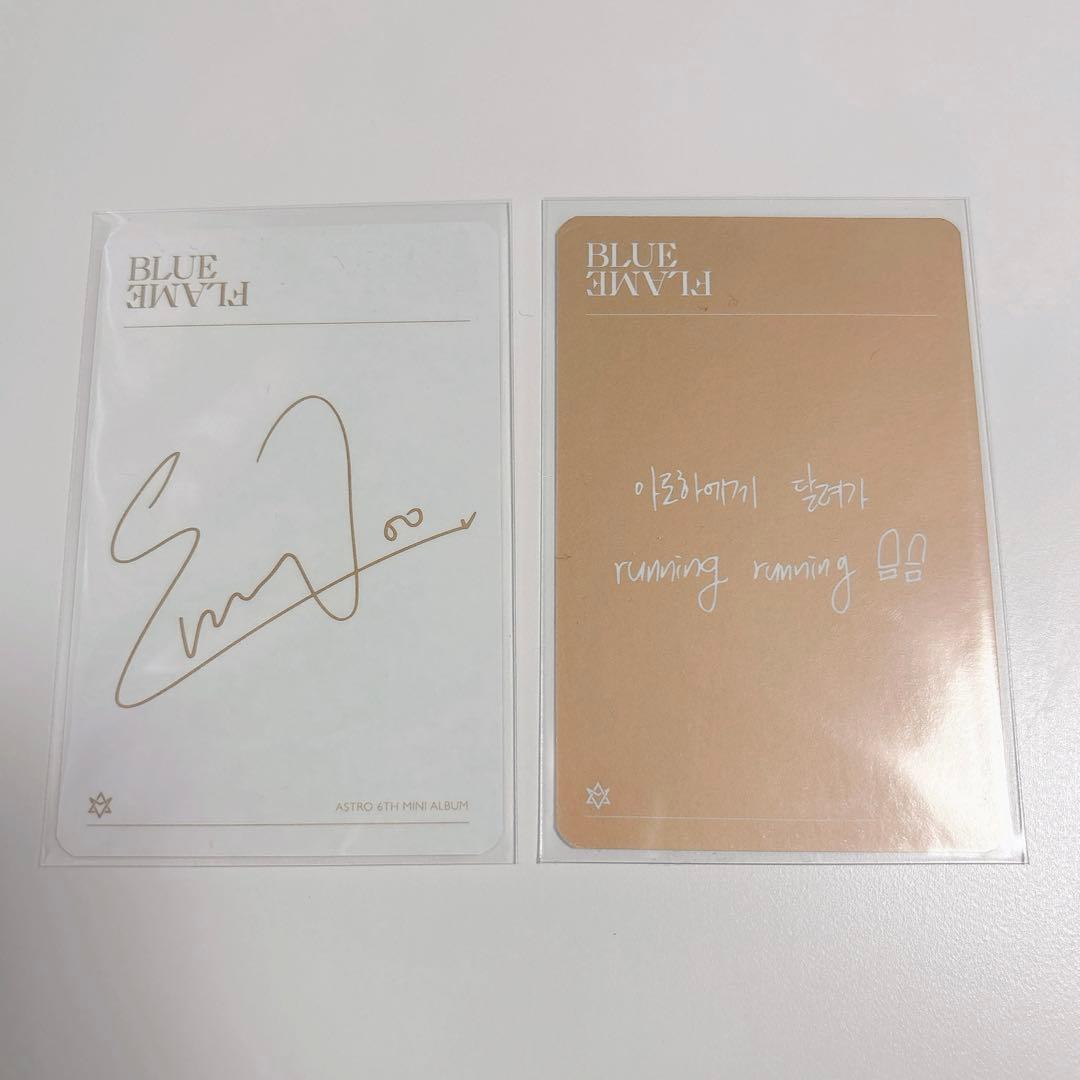 BLUE
FLAME
ASTRO 6TH MINI ALBUM
BLUE
FLAME
아로하에게 달려가
running running